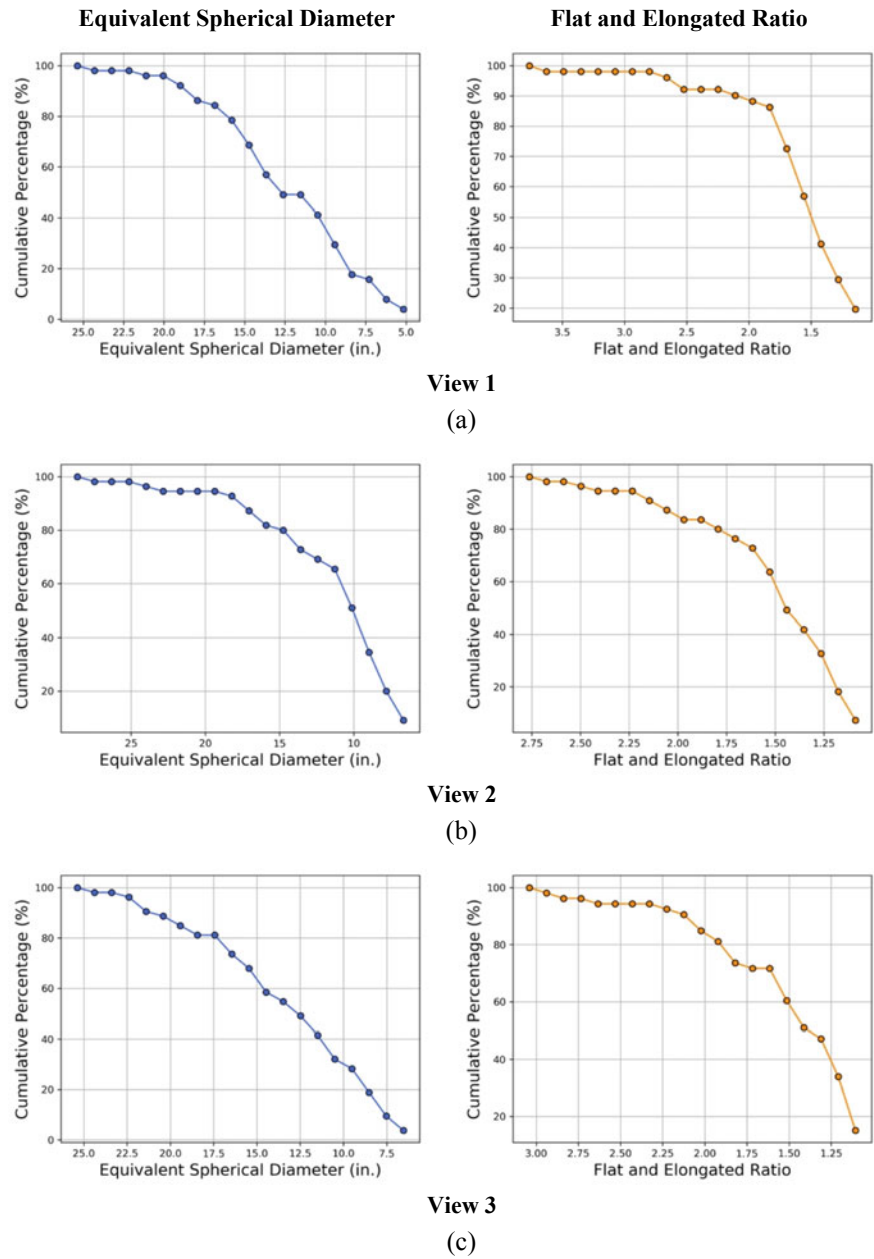 Equivalent Spherical Diameter
Flat and Elongated Ratio
Cumulative Percentage (%)
100
80
60
40
20
0
25.0 22.5 20.0 17.5 15.0 12.5 10.0 7.5 5.0
Equivalent Spherical Diameter (in.)
Cumulative Percentage (%)
100
90
80
70
60
50
40
30
20
3.5 3.0 2.5 2.0 1.5
Flat and Elongated Ratio
View 1
(a)
Cumulative Percentage (%)
100
80
60
40
20
25 20 15 10
Equivalent Spherical Diameter (in.)
Cumulative Percentage (%)
100
80
60
40
20
2.75 2.50 2.25 2.00 1.75 1.50 1.25
Flat and Elongated Ratio
View 2
(b)
Cumulative Percentage (%)
100
80
60
40
20
0
25.0 22.5 20.0 17.5 15.0 12.5 10.0 7.5
Equivalent Spherical Diameter (in.)
Cumulative Percentage (%)
100
80
60
40
20
3.00 2.75 2.50 2.25 2.00 1.75 1.50 1.25
Flat and Elongated Ratio
View 3
(c)